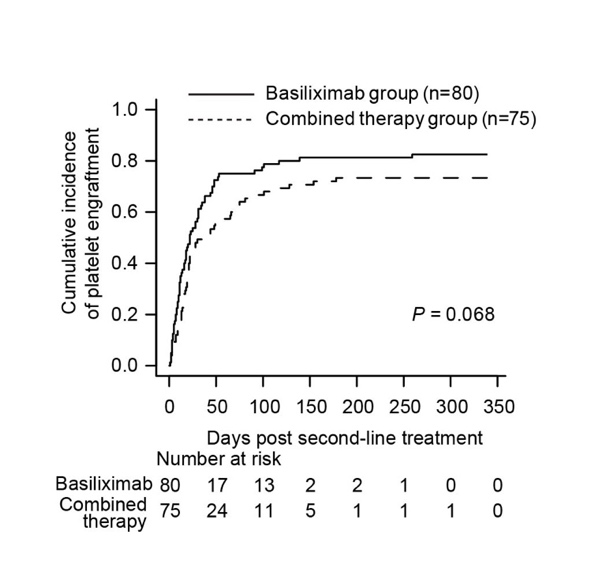 Basiliximab group (n=80)
Combined therapy group (n=75)
Cumulative incidence
of platelet engraftment
1.0
0.8
0.6
0.4
0.2
0.0
P = 0.068
0 50 100 150 200 250 300 350
Days post second-line treatment
Number at risk
Basiliximab 80 17 13 2 2 1 0 0
Combined therapy 75 24 11 5 1 1 1 0